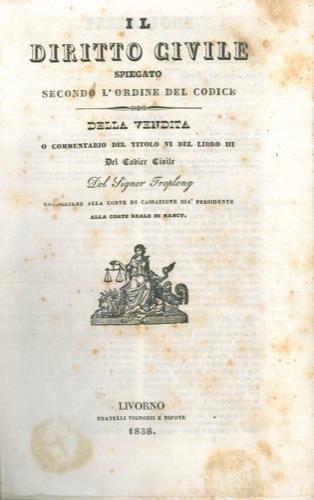 IL
DIRITTO CIVILE
SPIEGATO
SECONDO L'ORDINE DEL CODICE
DELLA VENDITA
O COMMENTARIO DEL TITOLO VI DEL LIBRO III
Del Codice Civile
Del Signor Troplong
CONSIGLIERE ALLA CORTE DI CASSAZIONE GIA' PRESIDENTE
ALLA CORTE REALE DI NANCY.
LIVORNO
FRATELLI VIGNOZZI E NIPOTE
1838.